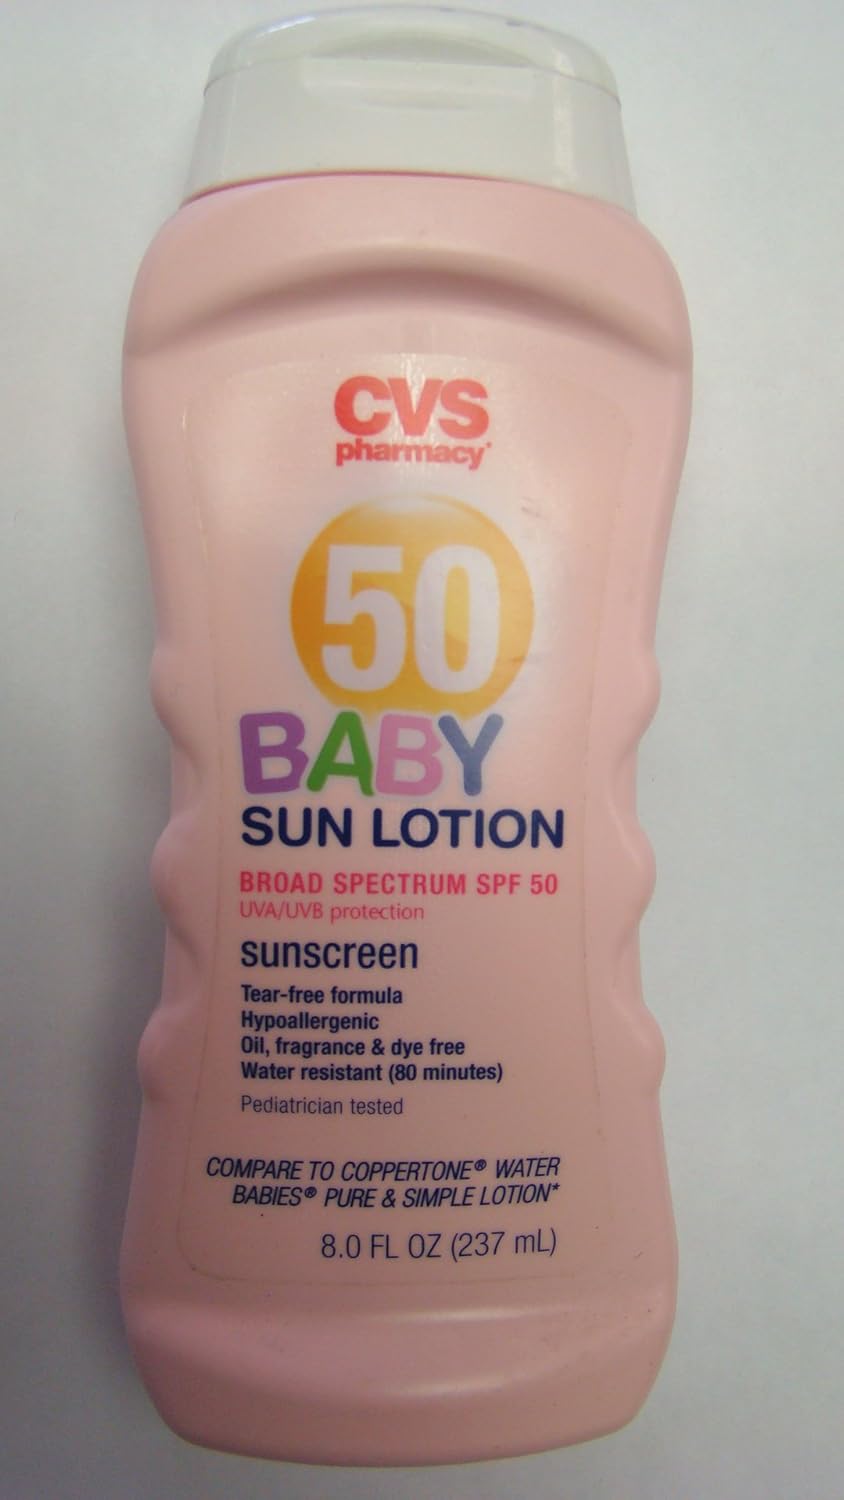 CVS
pharmacy®
50
BABY
SUN LOTION
BROAD SPECTRUM SPF 50
UVA/UVB protection
sunscreen
Tear-free formula
Hypoallergenic
Oil, fragrance & dye free
Water resistant (80 minutes)
Pediatrician tested
COMPARE TO COPPERTONE® WATER
BABIES® PURE & SIMPLE LOTION*
8.0 FL OZ (237 mL)